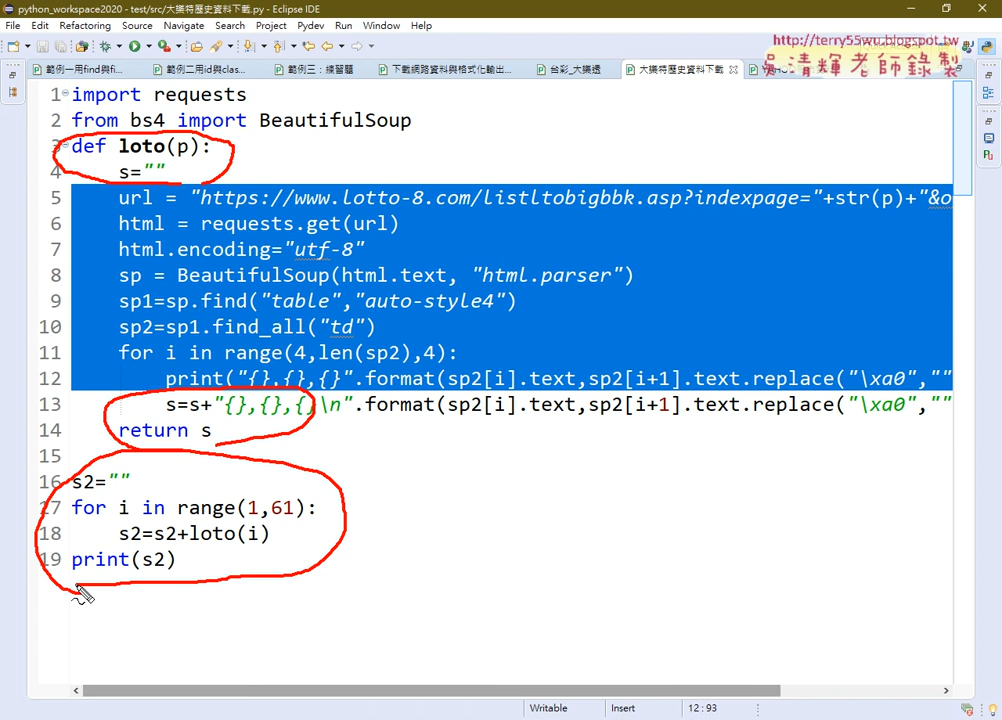 python_workspace2020 - test/src/大樂特歷史資料下載.py - Eclipse IDE
File Edit Refactoring Source Navigate Search Project Pydev Run Window Help
http://terry55wu.blogspot.tw
吳清輝老師錄製
範例一用find與fi... 範例二用id與clas... 範例三：練習題 下載網路資料與格式化輸出... 台彩_大樂透 大樂特歷史資料下載
1 import requests
2 from bs4 import BeautifulSoup
3 def loto(p):
4 s=""
5 url = "https://www.lotto-8.com/listltobigbbk.asp?indexpage="+str(p)+"&o
6 html = requests.get(url)
7 html.encoding="utf-8"
8 sp = BeautifulSoup(html.text, "html.parser")
9 sp1=sp.find("table","auto-style4")
10 sp2=sp1.find_all("td")
11 for i in range(4,len(sp2),4):
12 print("{},{},{}".format(sp2[i].text,sp2[i+1].text.replace("\xa0",""
13 s=s+"{},{},{}\n".format(sp2[i].text,sp2[i+1].text.replace("\xa0",""
14 return s
15
16 s2=""
17 for i in range(1,61):
18 s2=s2+loto(i)
19 print(s2)
Writable Insert 12 : 93